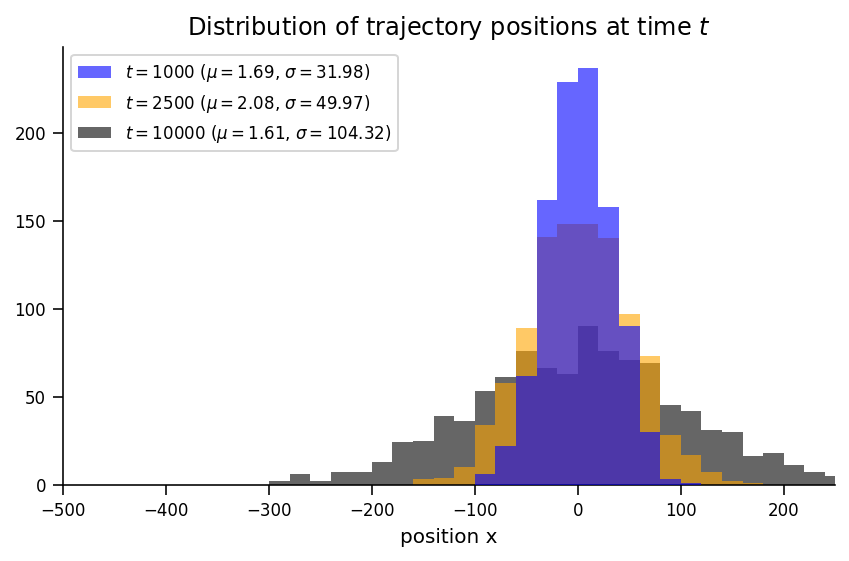 Distribution of trajectory positions at time t
t = 1000 (μ = 1.69, σ = 31.98)
t = 2500 (μ = 2.08, σ = 49.97)
t = 10000 (μ = 1.61, σ = 104.32)
200
150
100
50
0
−500 −400 −300 −200 −100 0 100 200
position x